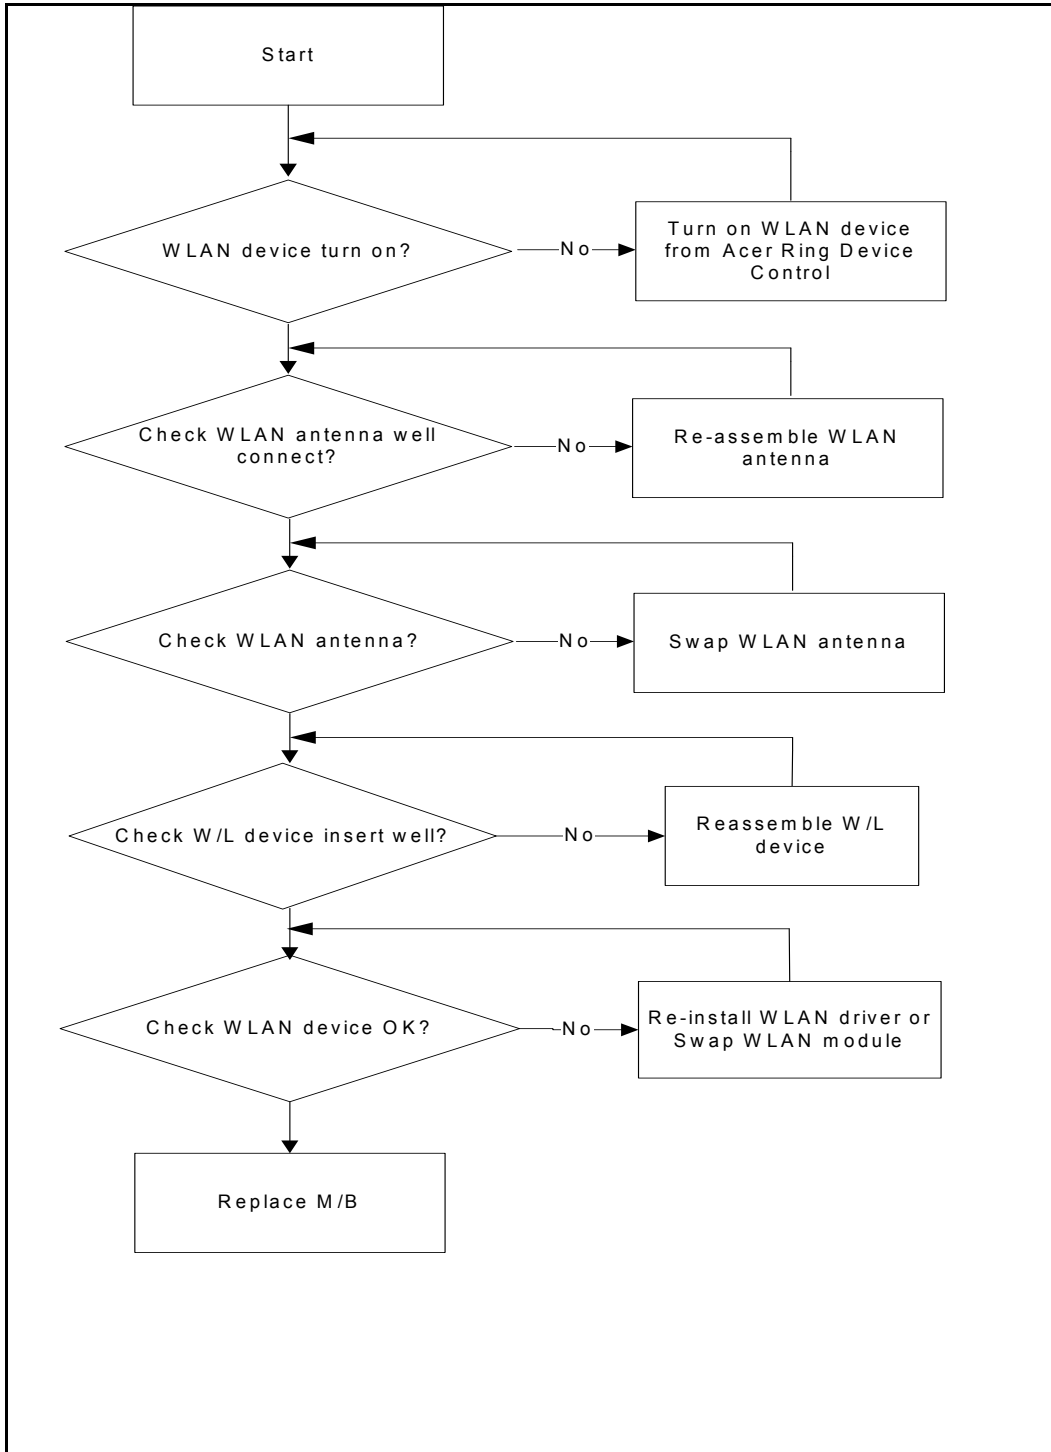 Start
WLAN device turn on?
No
Turn on WLAN device
from Acer Ring Device
Control
Check WLAN antenna well
connect?
No
Re-assemble WLAN
antenna
Check WLAN antenna?
No
Swap WLAN antenna
Check W/L device insert well?
No
Reassemble W/L
device
Check WLAN device OK?
No
Re-install WLAN driver or
Swap WLAN module
Replace M/B